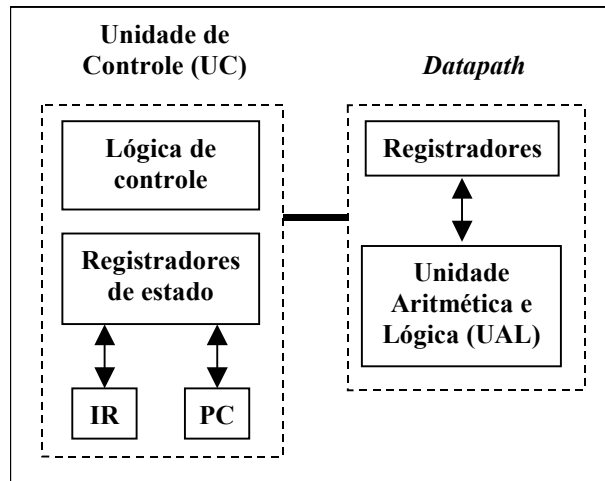 Unidade de
Controle (UC)
Datapath
Lógica de
controle
Registradores
de estado
IR
PC
Registradores
Unidade
Aritmética e
Lógica (UAL)